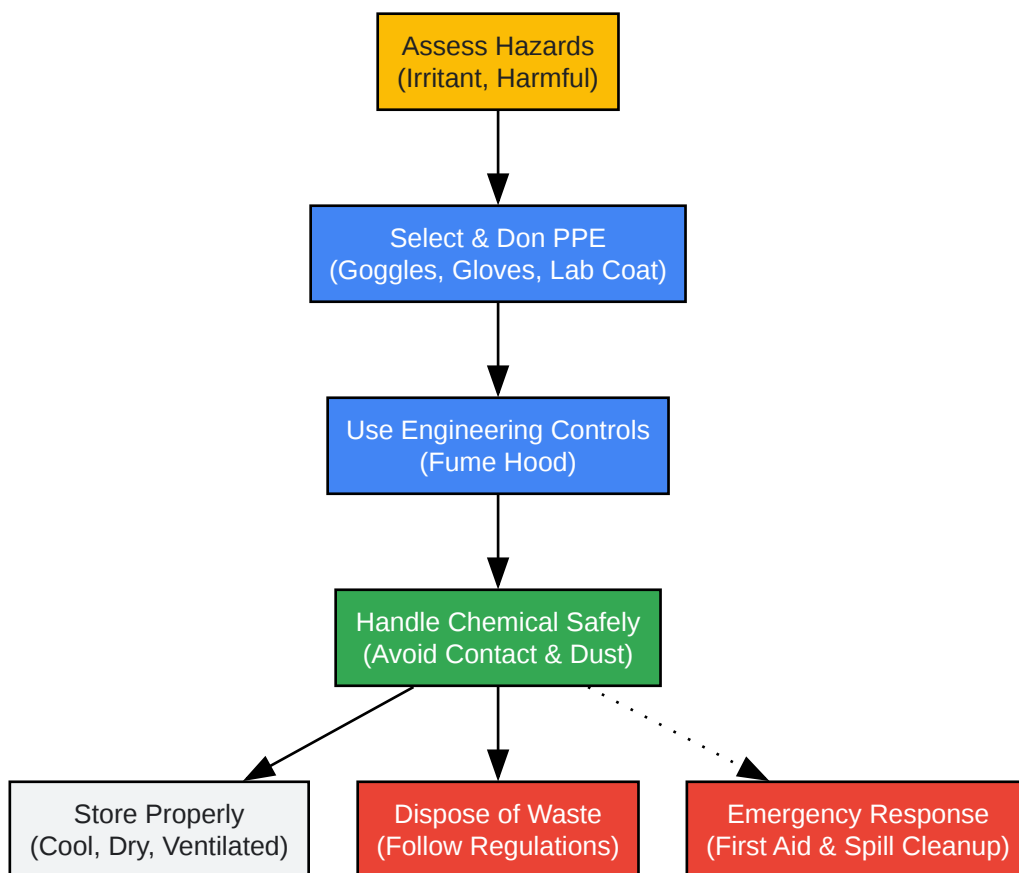 Assess Hazards
(Irritant, Harmful)
Select & Don PPE
(Goggles, Gloves, Lab Coat)
Use Engineering Controls
(Fume Hood)
Handle Chemical Safely
(Avoid Contact & Dust)
Store Properly
(Cool, Dry, Ventilated)
Dispose of Waste
(Follow Regulations)
Emergency Response
(First Aid & Spill Cleanup)